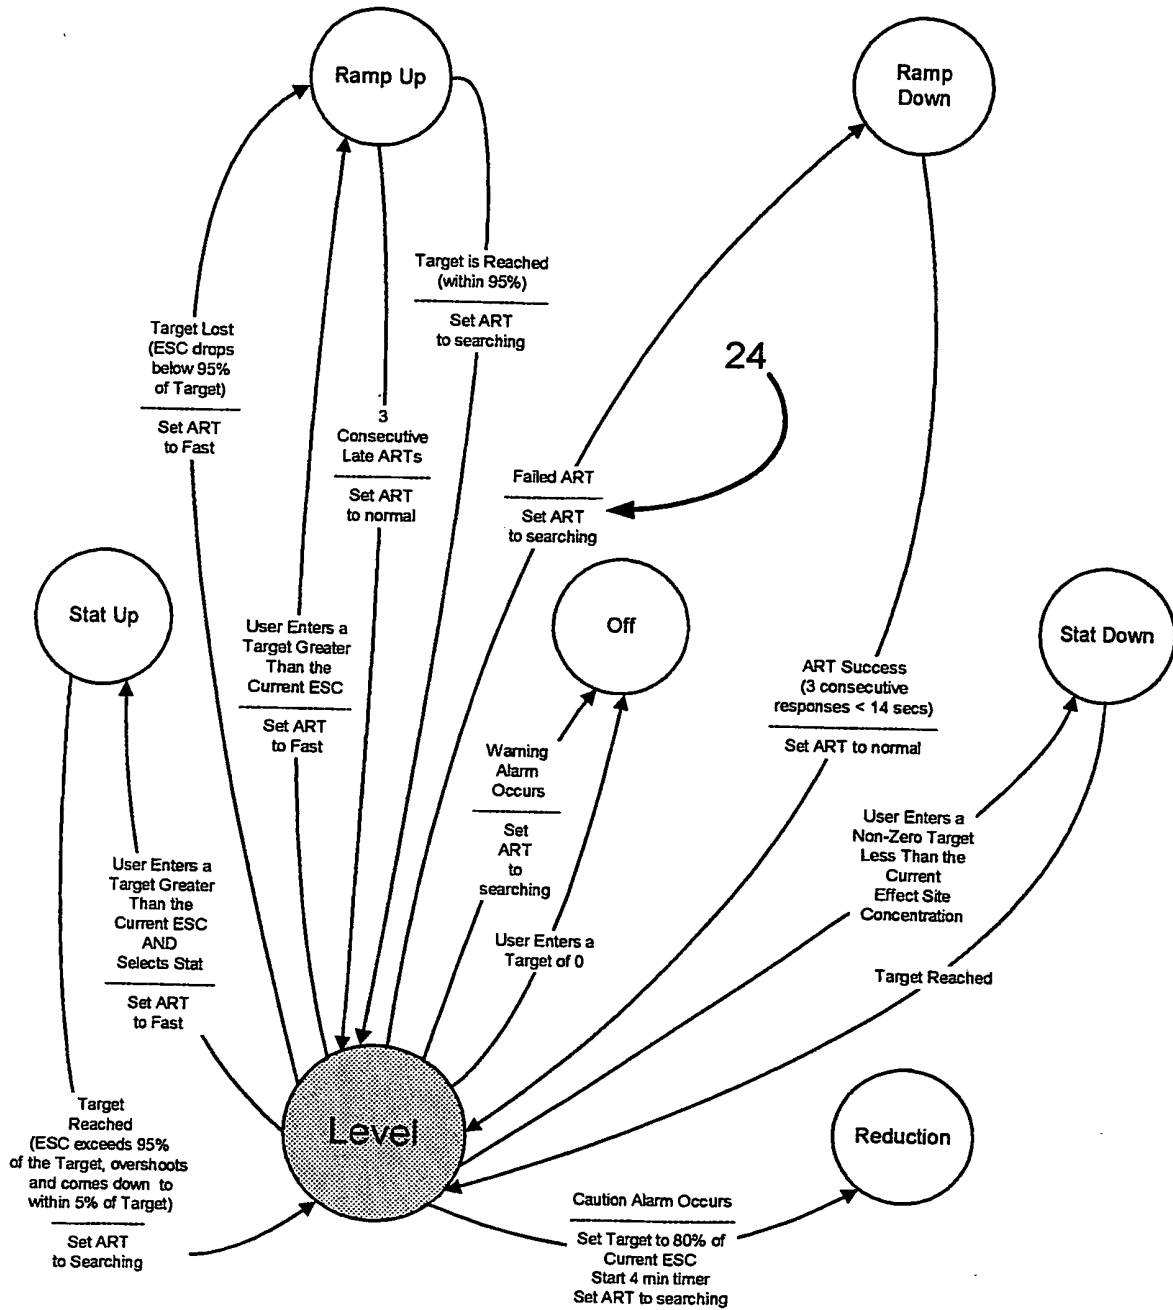 Ramp Up
Ramp
Down
Target is Reached
(within 95%)
Set ART
to searching
Target Lost
(ESC drops
below 95%
of Target)
Set ART
to Fast
24
3
Consecutive
Late ARTs
Set ART
to normal
Failed ART
Set ART
to searching
Stat Up
Off
Stat Down
User Enters a
Target Greater
Than the
Current ESC
Set ART
to Fast
ART Success
(3 consecutive
responses < 14 secs)
Set ART to normal
Warning
Alarm
Occurs
Set
ART
to
searching
User Enters a
Non-Zero Target
Less Than the
Current
Effect Site
Concentration
User Enters a
Target Greater
Than the
Current ESC
AND
Selects Stat
Set ART
to Fast
User Enters a
Target of 0
Target Reached
Target
Reached
(ESC exceeds 95%
of the Target, overshoots
and comes down to
within 5% of Target)
Set ART
to Searching
Level
Reduction
Caution Alarm Occurs
Set Target to 80% of
Current ESC
Start 4 min timer
Set ART to searching